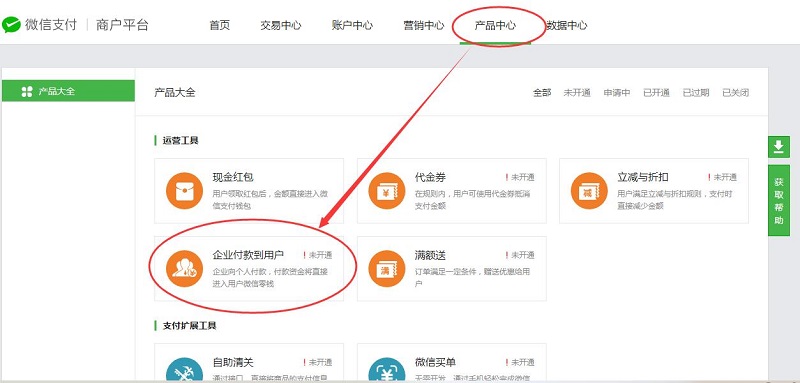 微信支付 | 商户平台
首页 交易中心 账户中心 营销中心 产品中心 数据中心
产品大全
产品大全
全部 未开通 申请中 已开通 已过期 已关闭
运营工具
现金红包
用户领取红包后，金额直接进入微
信支付钱包
代金券 ! 未开通
在规则内，用户可使用代金券抵消
支付金额
减
立减与折扣 ! 未开通
用户满足立减与折扣规则，支付时
直接减少金额
获取帮助
企业付款到用户 ! 未开通
企业向个人付款，付款资金将直接
进入用户微信零钱
满
满额送 ! 未开通
订单满足一定条件，赠送优惠给用
户
支付扩展工具
自助清关 ! 未开通
通过接口，直接将商品的支付信息
微信买单 ! 未开通
无需开发，通过手机轻松完成微信